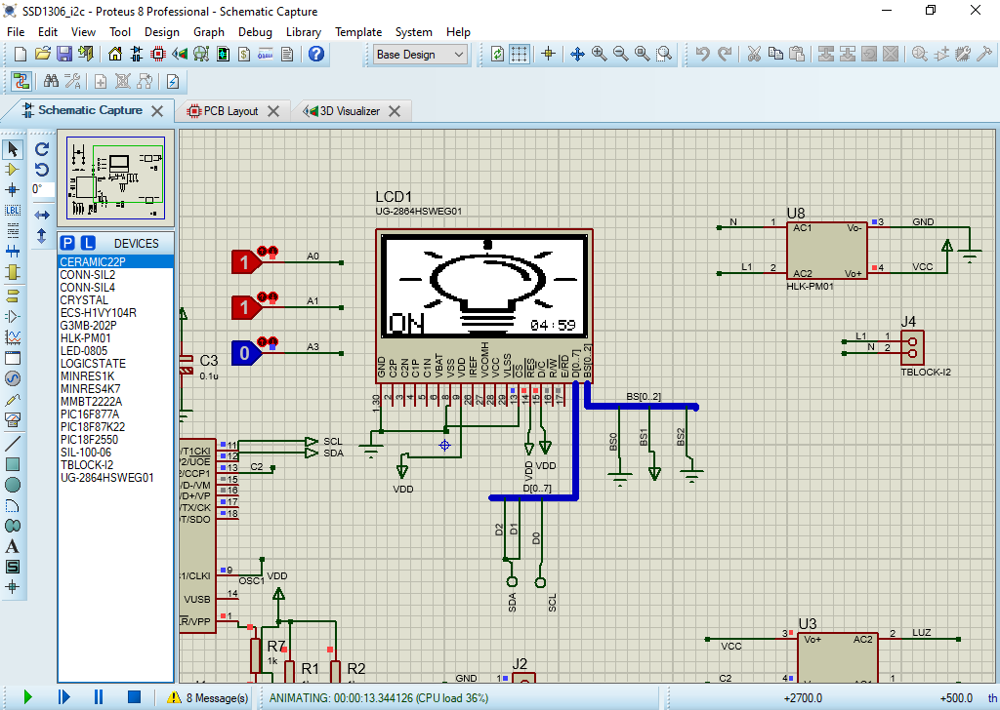 SSD1306_i2c - Proteus 8 Professional - Schematic Capture
File Edit View Tool Design Graph Debug Library Template System Help
Base Design
Schematic Capture
PCB Layout
3D Visualizer
0°
LBL
P L DEVICES
CERAMIC22P
CONN-SIL2
CONN-SIL4
CRYSTAL
ECS-H1VY104R
G3MB-202P
HLK-PM01
LED-0805
LOGICSTATE
MINRES1K
MINRES4K7
MMBT2222A
PIC16F877A
PIC18F87K22
PIC18F2550
SIL-100-06
TBLOCK-I2
UG-2864HSWEG01
LCD1
UG-2864HSWEG01
ON
04:59
1 A0
1 A1
0 A3
C3
0.1u
GND
C2P
C2N
C1P
C1N
VBAT
VSS
VDD
IREF
VCOMH
VCC
VLSS
CS
RES
D/C
R/W
E/RD
D[0..7]
BS[0..2]
1,30 2 3 4 5 6 8 9 26 27 28 29 13 14 15 16 17
VDD
VDD
VDD
D[0..7]
BS[0..2]
BS0
BS1
BS2
D2
D1
D0
SDA
SCL
U8
HLK-PM01
AC1
AC2
Vo-
Vo+
N
L1 2
3 GND
4 VCC
J4
L1 1
N 2
TBLOCK-I2
/T1CKI 11 SCL
2/UOE 12 SDA
/CCP1 13 C2
D-/VM 15
D+/VP 16
TX/CK 17
/SDO 18
1/CLKI 9
OSC1
VDD
VUSB 14
R/VPP 1
R7
1k
R1
R2
J2
GND 1
U3
VCC 3 Vo+ AC2 2 LUZ
C2 4 1
8 Message(s)
ANIMATING: 00:00:13.344126 (CPU load 36%)
+2700.0
+500.0
th